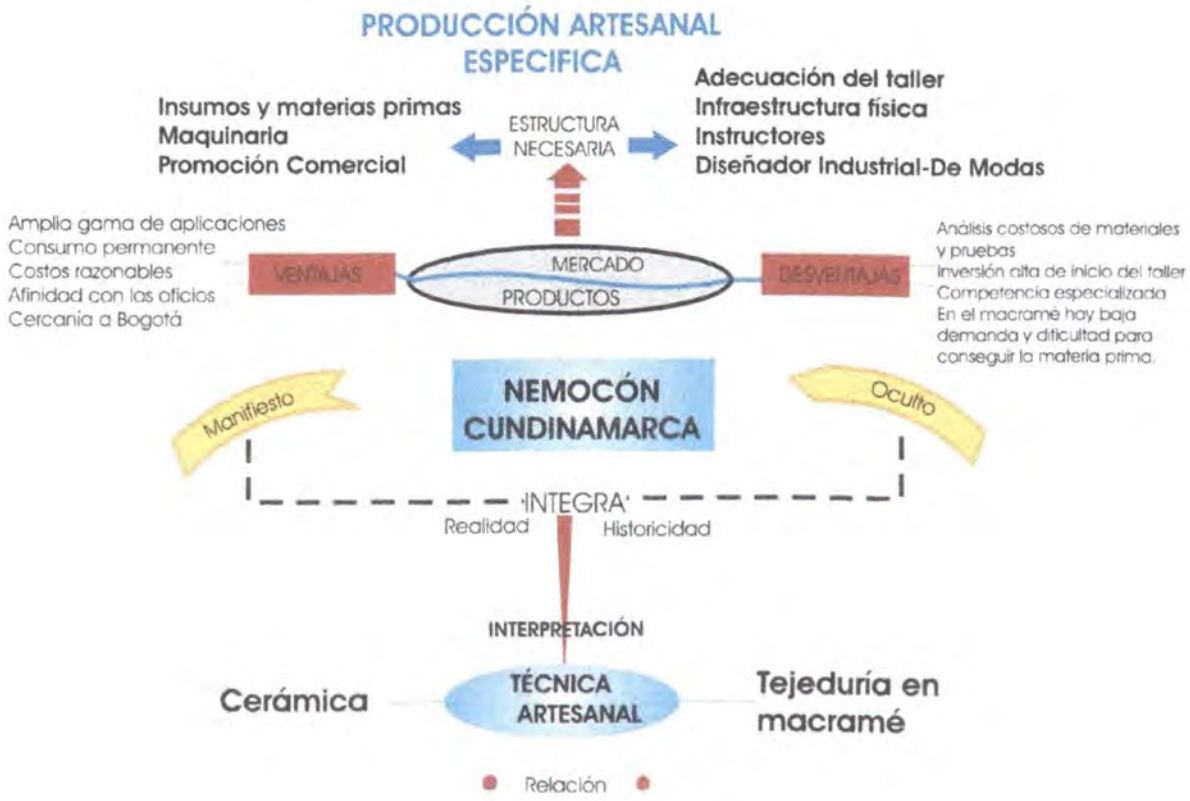 PRODUCCIÓN ARTESANAL
ESPECIFICA
Insumos y materias primas
Maquinaria
Promoción Comercial
ESTRUCTURA
NECESARIA
Adecuación del taller
Infraestructura física
Instructores
Diseñador Industrial-De Modas
Amplia gama de aplicaciones
Consumo permanente
Costos razonables
Afinidad con los oficios
Cercanía a Bogotá
VENTAJAS
MERCADO
PRODUCTOS
DESVENTAJAS
Análisis costosos de materiales
y pruebas
Inversión alta de inicio del taller
Competencia especializada
En el macramé hay baja
demanda y dificultad para
conseguir la materia prima.
Manifiesto
NEMOCÓN
CUNDINAMARCA
Oculto
INTEGRA
Realidad
Historicidad
INTERPRETACIÓN
Cerámica
TÉCNICA
ARTESANAL
Tejeduría en
macramé
Relación